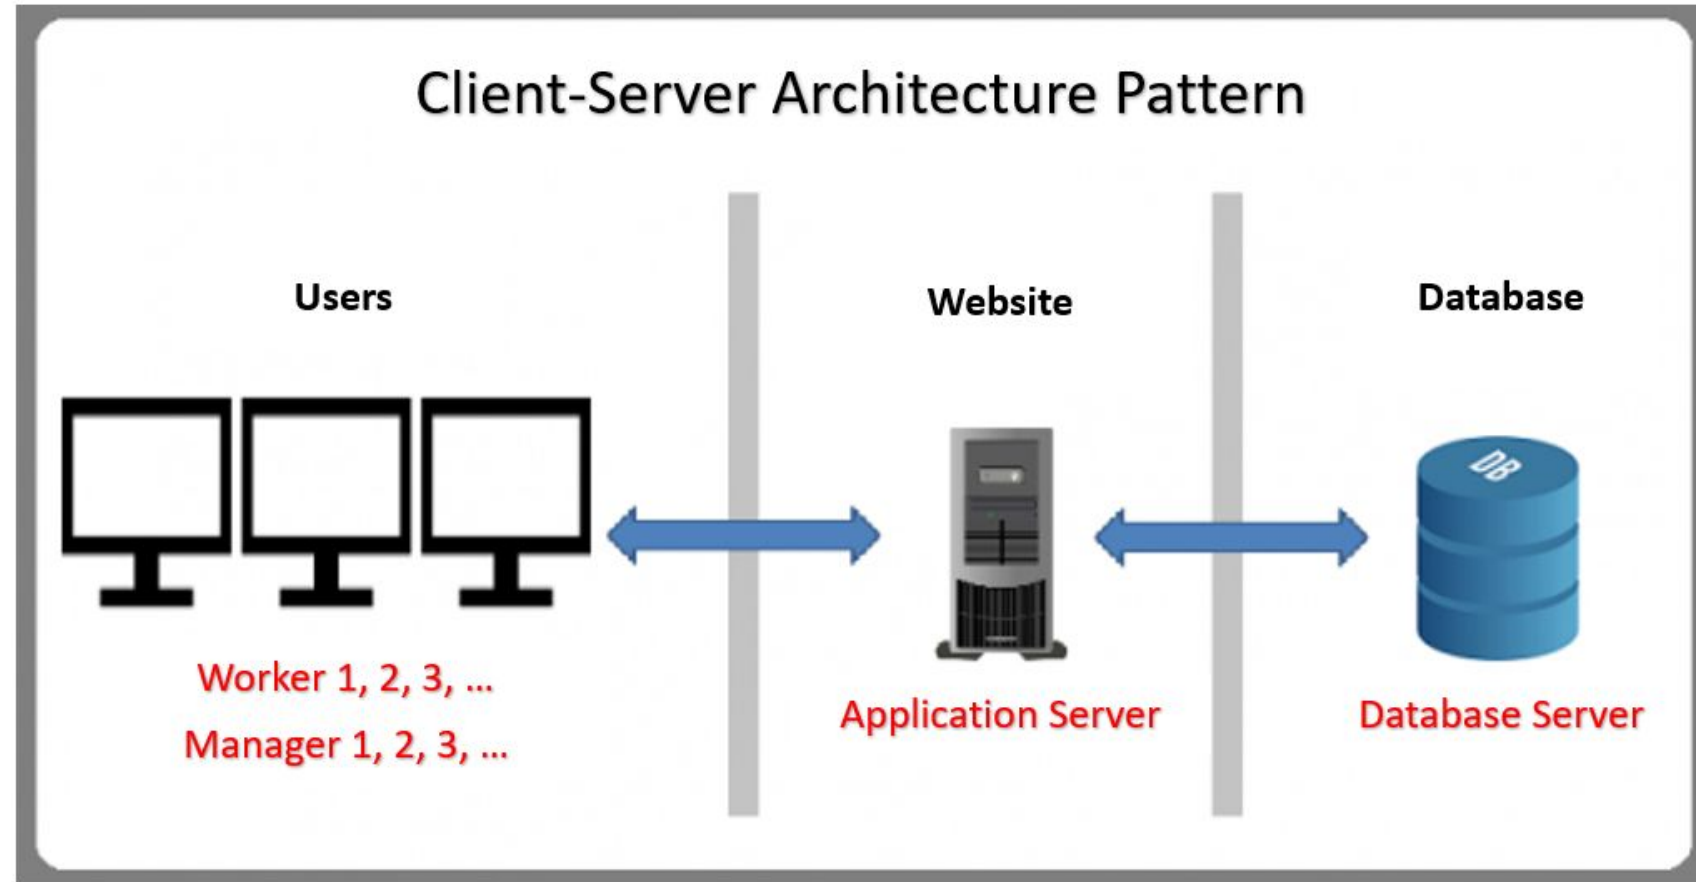 Client-Server Architecture Pattern
Users
Website
Database
DB
Worker 1, 2, 3, ...
Manager 1, 2, 3, ...
Application Server
Database Server